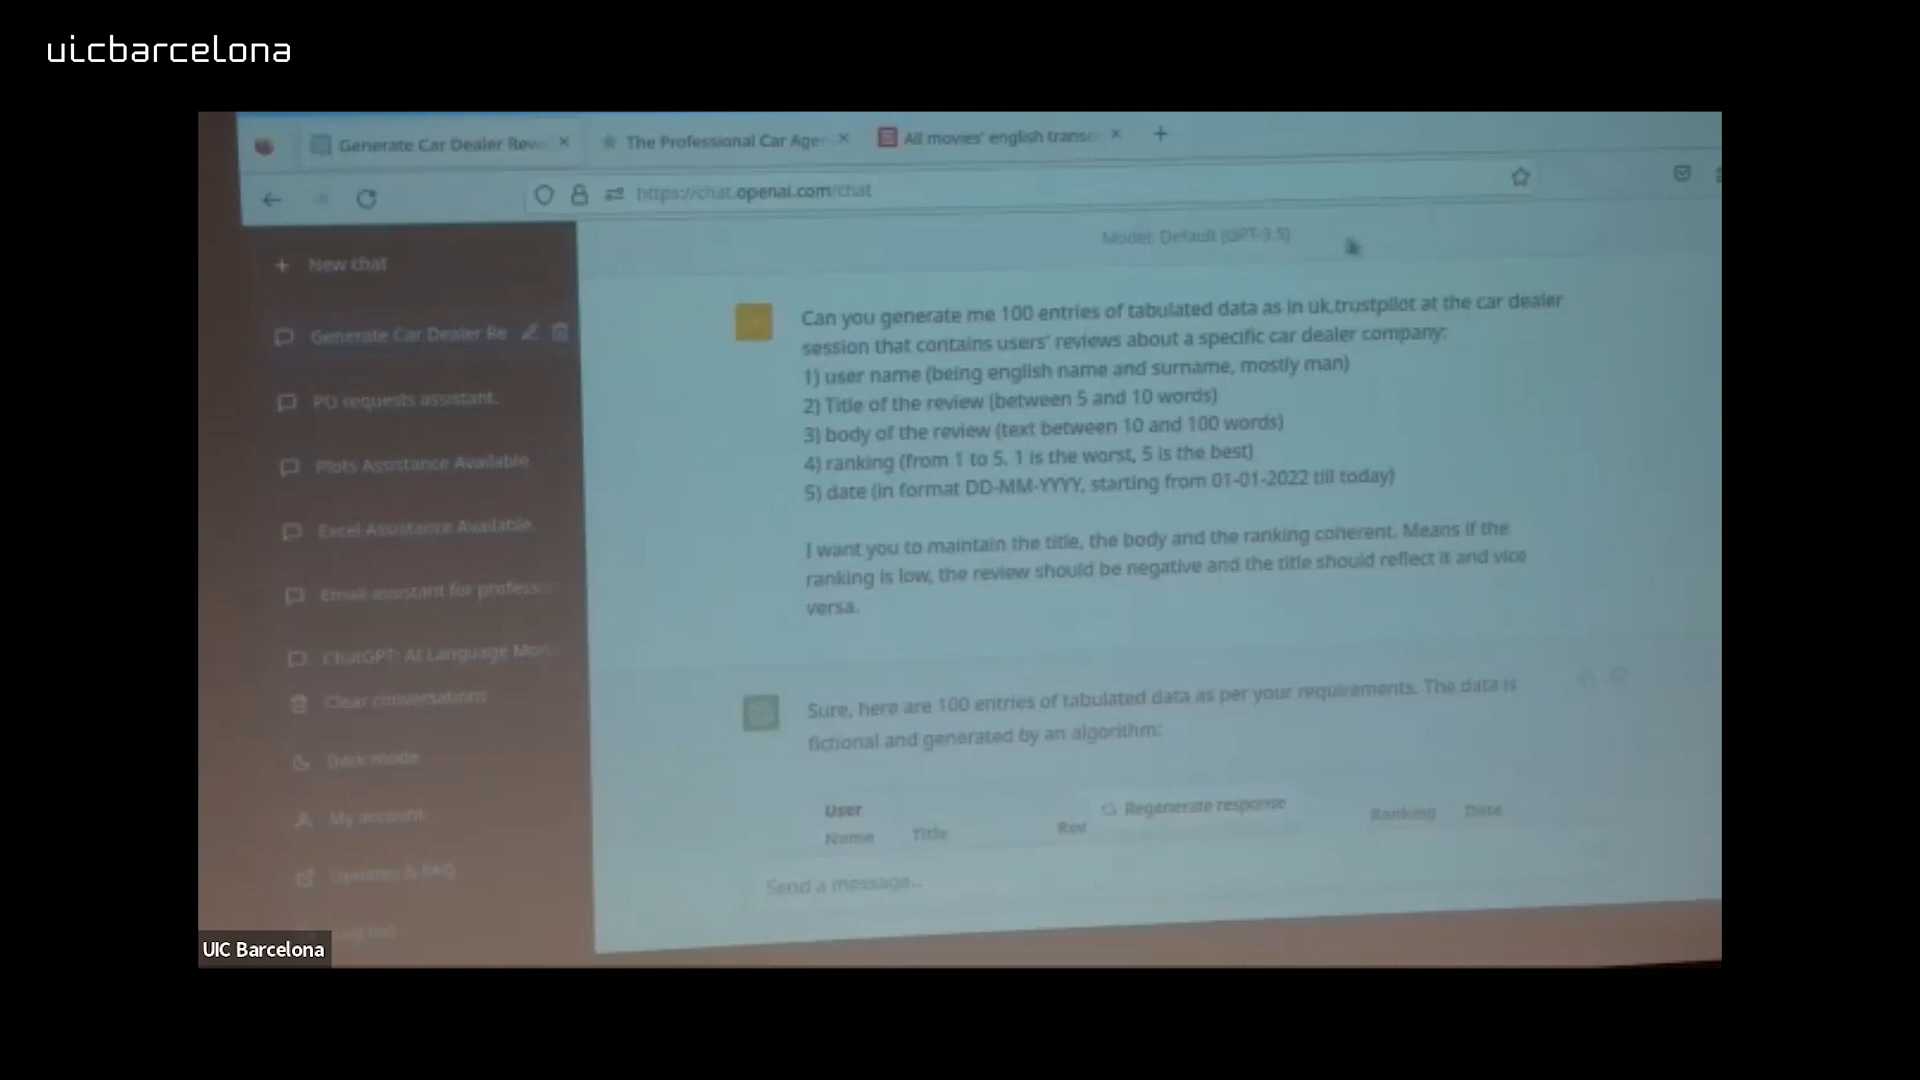 uicbarcelona
Generate Car Dealer Rev
The Professional Car Age
All movies' english transc
https://chat.openai.com/chat
Model: Default (GPT-3.5)
New chat
Generate Car Dealer Re
PO requests assistant.
Plots Assistance Available
Excel Assistance Available.
Email assistant for profess
ChatGPT: AI Language Mo
Clear conversations
Dark mode
My account
Updates & FAQ
Log out
Can you generate me 100 entries of tabulated data as in uk.trustpilot at the car dealer
session that contains users' reviews about a specific car dealer company:
1) user name (being english name and surname, mostly man)
2) Title of the review (between 5 and 10 words)
3) body of the review (text between 10 and 100 words)
4) ranking (from 1 to 5. 1 is the worst, 5 is the best)
5) date (in format DD-MM-YYYY, starting from 01-01-2022 till today)
I want you to maintain the title, the body and the ranking coherent. Means if the
ranking is low, the review should be negative and the title should reflect it and vice
versa.
Sure, here are 100 entries of tabulated data as per your requirements. The data is
fictional and generated by an algorithm:
User
Name Title Rev Ranking Date
Regenerate response
Send a message...
UIC Barcelona